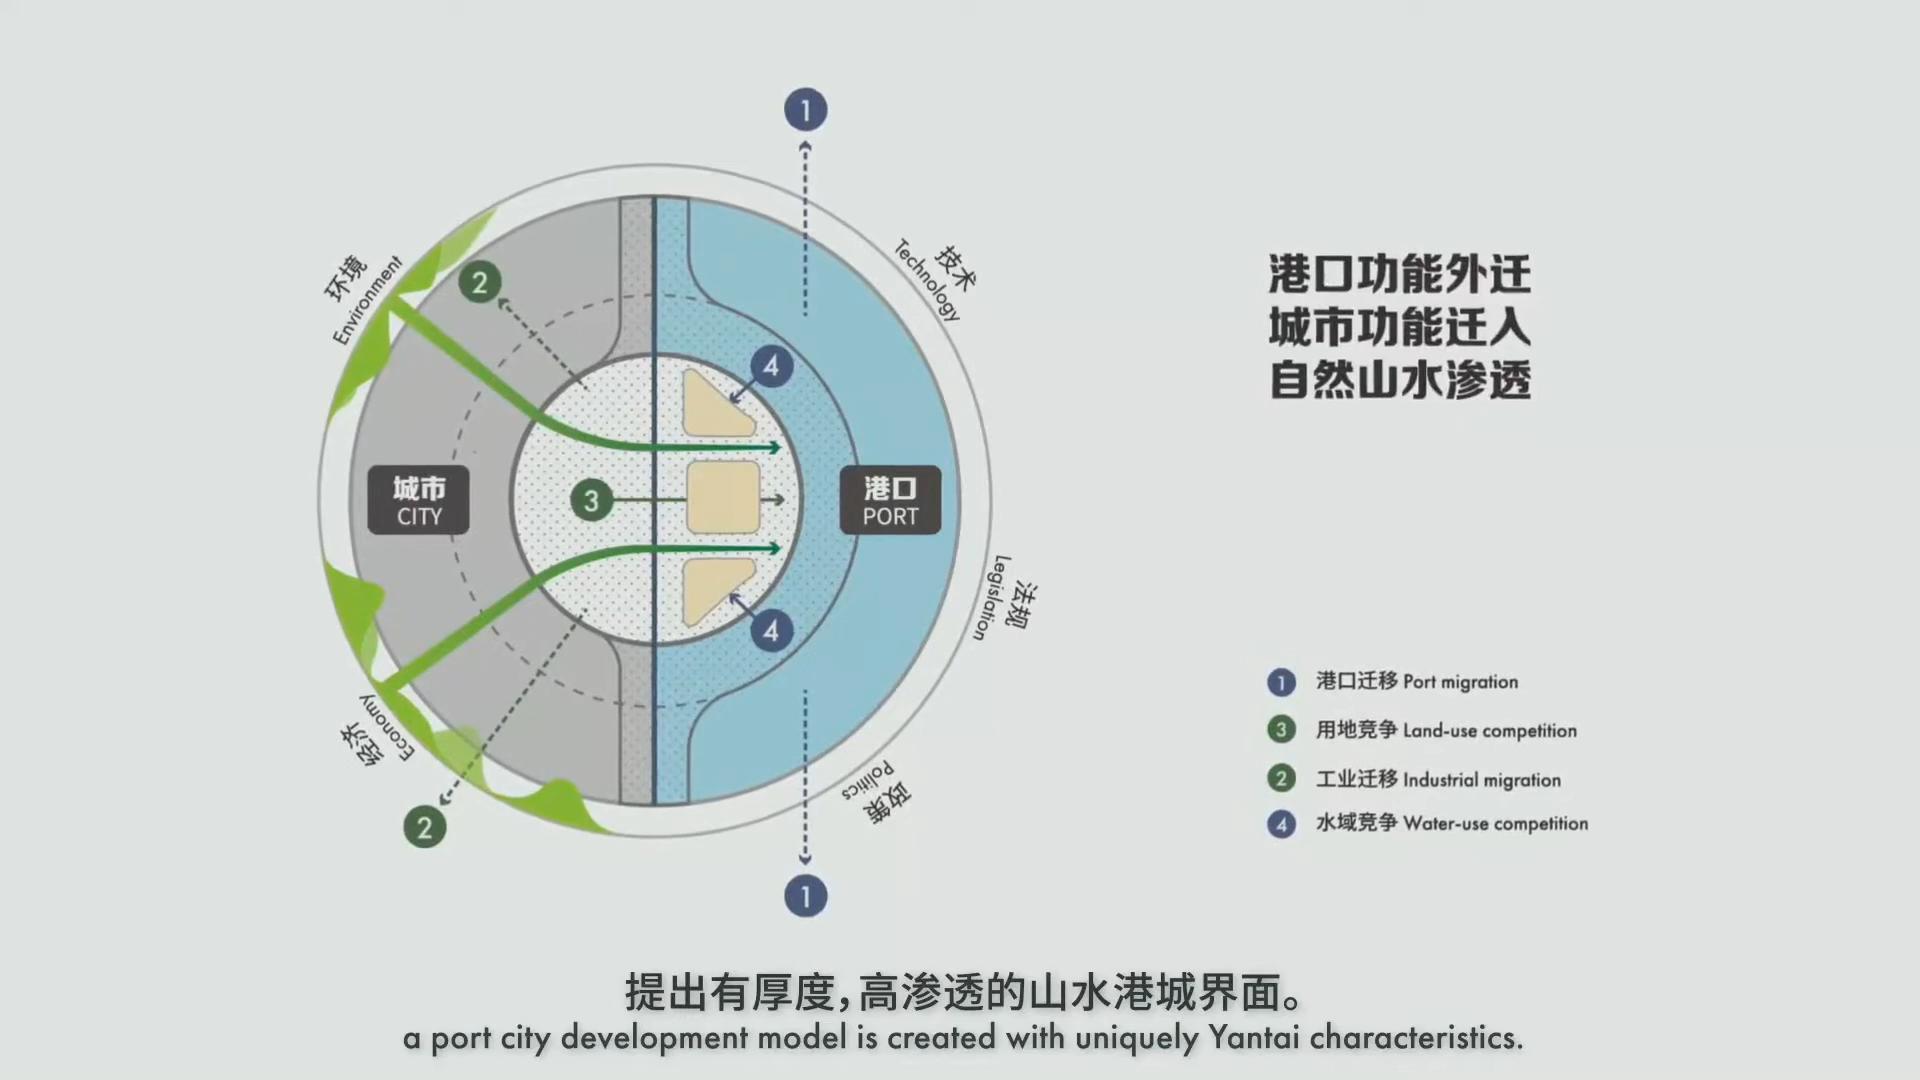 1
环境
Environment
技术
Technology
2
4
城市
CITY
3
港口
PORT
4
法规
Legislation
经济
Economy
政策
Politics
2
1
港口功能外迁
城市功能迁入
自然山水渗透
1 港口迁移 Port migration
3 用地竞争 Land-use competition
2 工业迁移 Industrial migration
4 水域竞争 Water-use competition
提出有厚度，高渗透的山水港城界面。
a port city development model is created with uniquely Yantai characteristics.